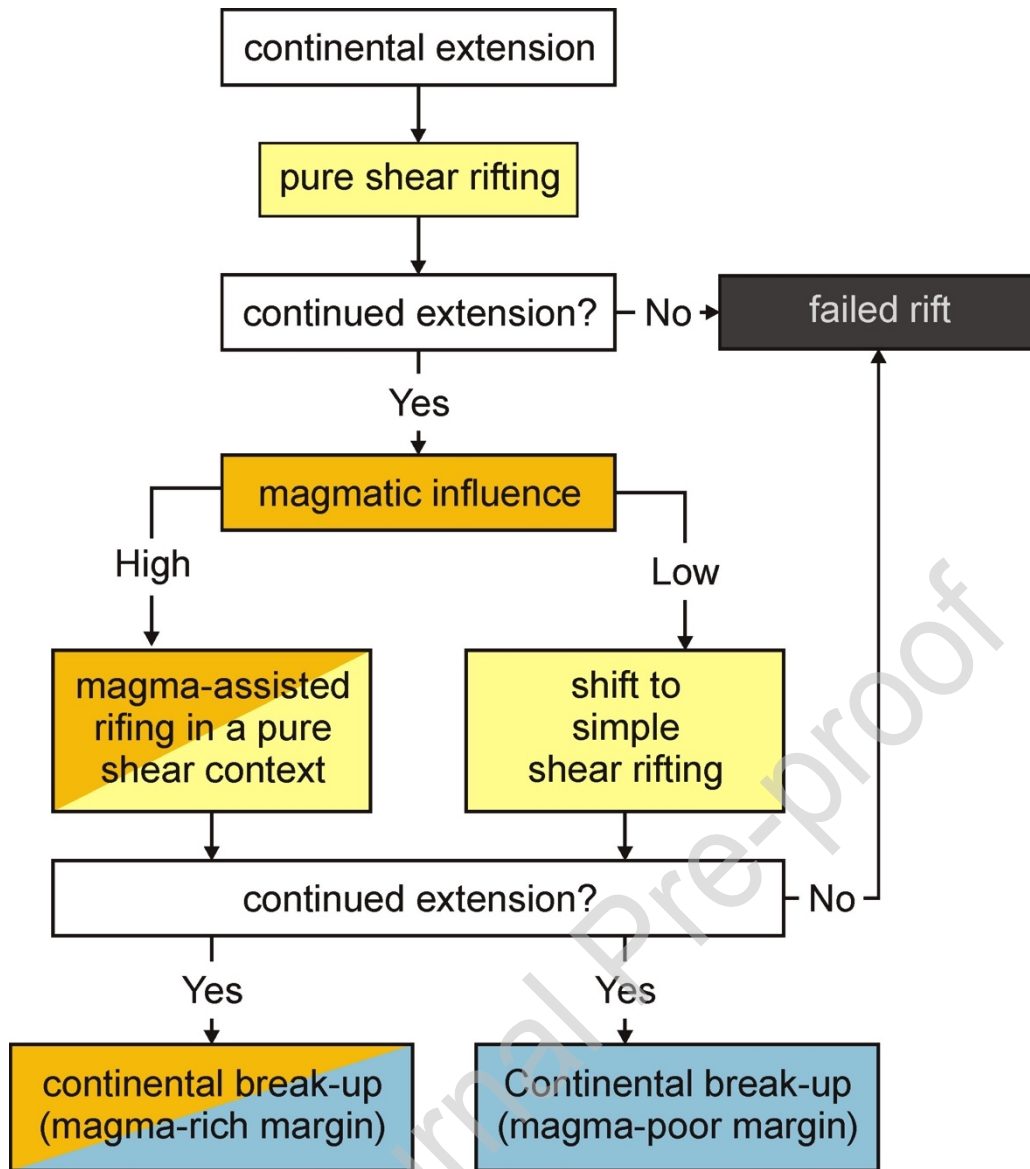 continental extension
pure shear rifting
continued extension?
No
failed rift
Yes
magmatic influence
High
Low
magma-assisted
rifing in a pure
shear context
shift to
simple
shear rifting
continued extension?
No
Yes
Yes
continental break-up
(magma-rich margin)
Continental break-up
(magma-poor margin)
rnal Pre-proof